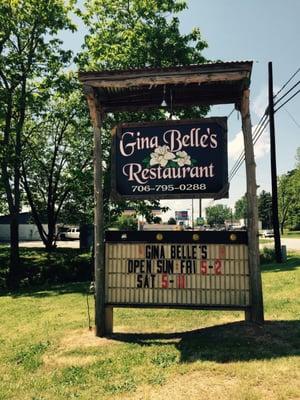 Gina Belle's
Restaurant
706-795-0288
GINA BELLE'S
OPEN SUN:FRI 5-2
SAT 5-11